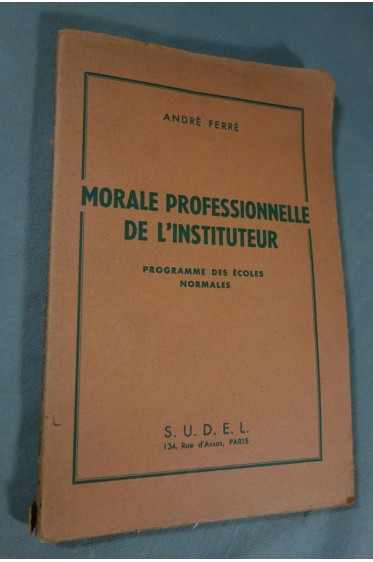 ANDRÉ FERRÉ
MORALE PROFESSIONNELLE
DE L'INSTITUTEUR
PROGRAMME DES ÉCOLES
NORMALES
S. U. D. E. L.
134, Rue d'Assas, PARIS